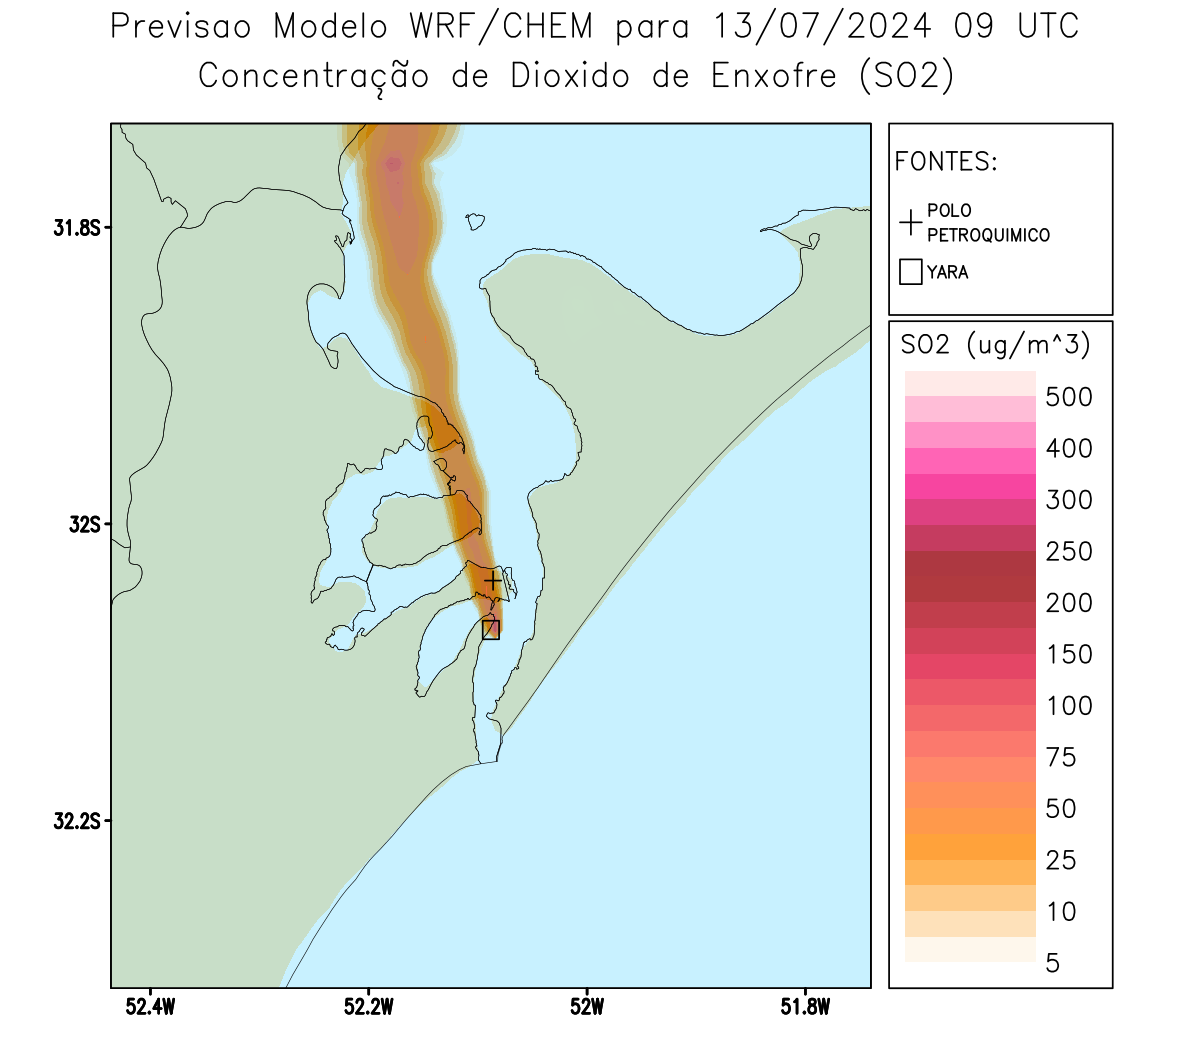 Previsao Modelo WRF/CHEM para 13/07/2024 09 UTC
Concentração de Dioxido de Enxofre (SO2)
FONTES:
POLO
PETROQUIMICO
YARA
SO2 (ug/m^3)
500
400
300
250
200
150
100
75
50
25
10
5
31.8S
32S
32.2S
52.4W
52.2W
52W
51.8W